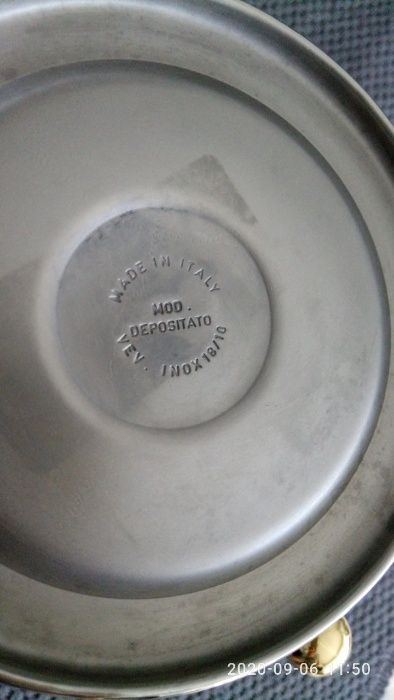 MADE IN ITALY
MOD.
DEPOSITATO
VEV. INOX 18/10
2020-09-06 11:50